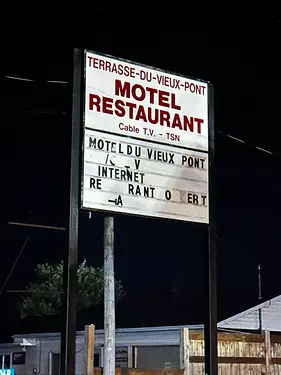 TERRASSE-DU-VIEUX-PONT
MOTEL
RESTAURANT
Cable T.V. - TSN
MOTEL DU VIEUX PONT
V
INTERNET
RE RANT O ERT
A